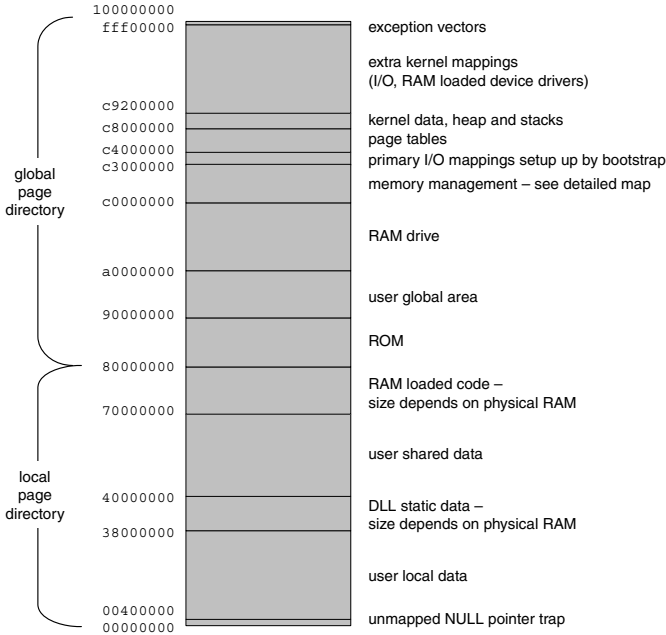 100000000
fff00000
exception vectors
extra kernel mappings
(I/O, RAM loaded device drivers)
c9200000
kernel data, heap and stacks
c8000000
page tables
c4000000
primary I/O mappings setup up by bootstrap
c3000000
memory management – see detailed map
global
page
directory
c0000000
RAM drive
a0000000
user global area
90000000
ROM
80000000
RAM loaded code –
size depends on physical RAM
70000000
user shared data
local
page
directory
40000000
DLL static data –
size depends on physical RAM
38000000
user local data
00400000
unmapped NULL pointer trap
00000000